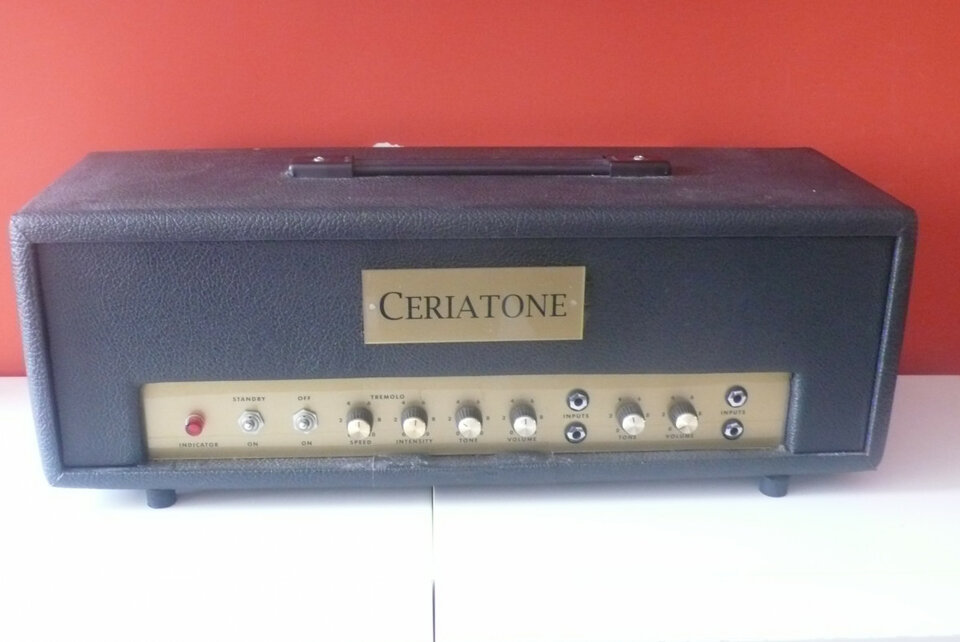 CERIATONE
STANDBY
OFF
TREMOLO
INPUTS
INPUTS
INDICATOR
ON
ON
SPEED
INTENSITY
TONE
VOLUME
TONE
VOLUME